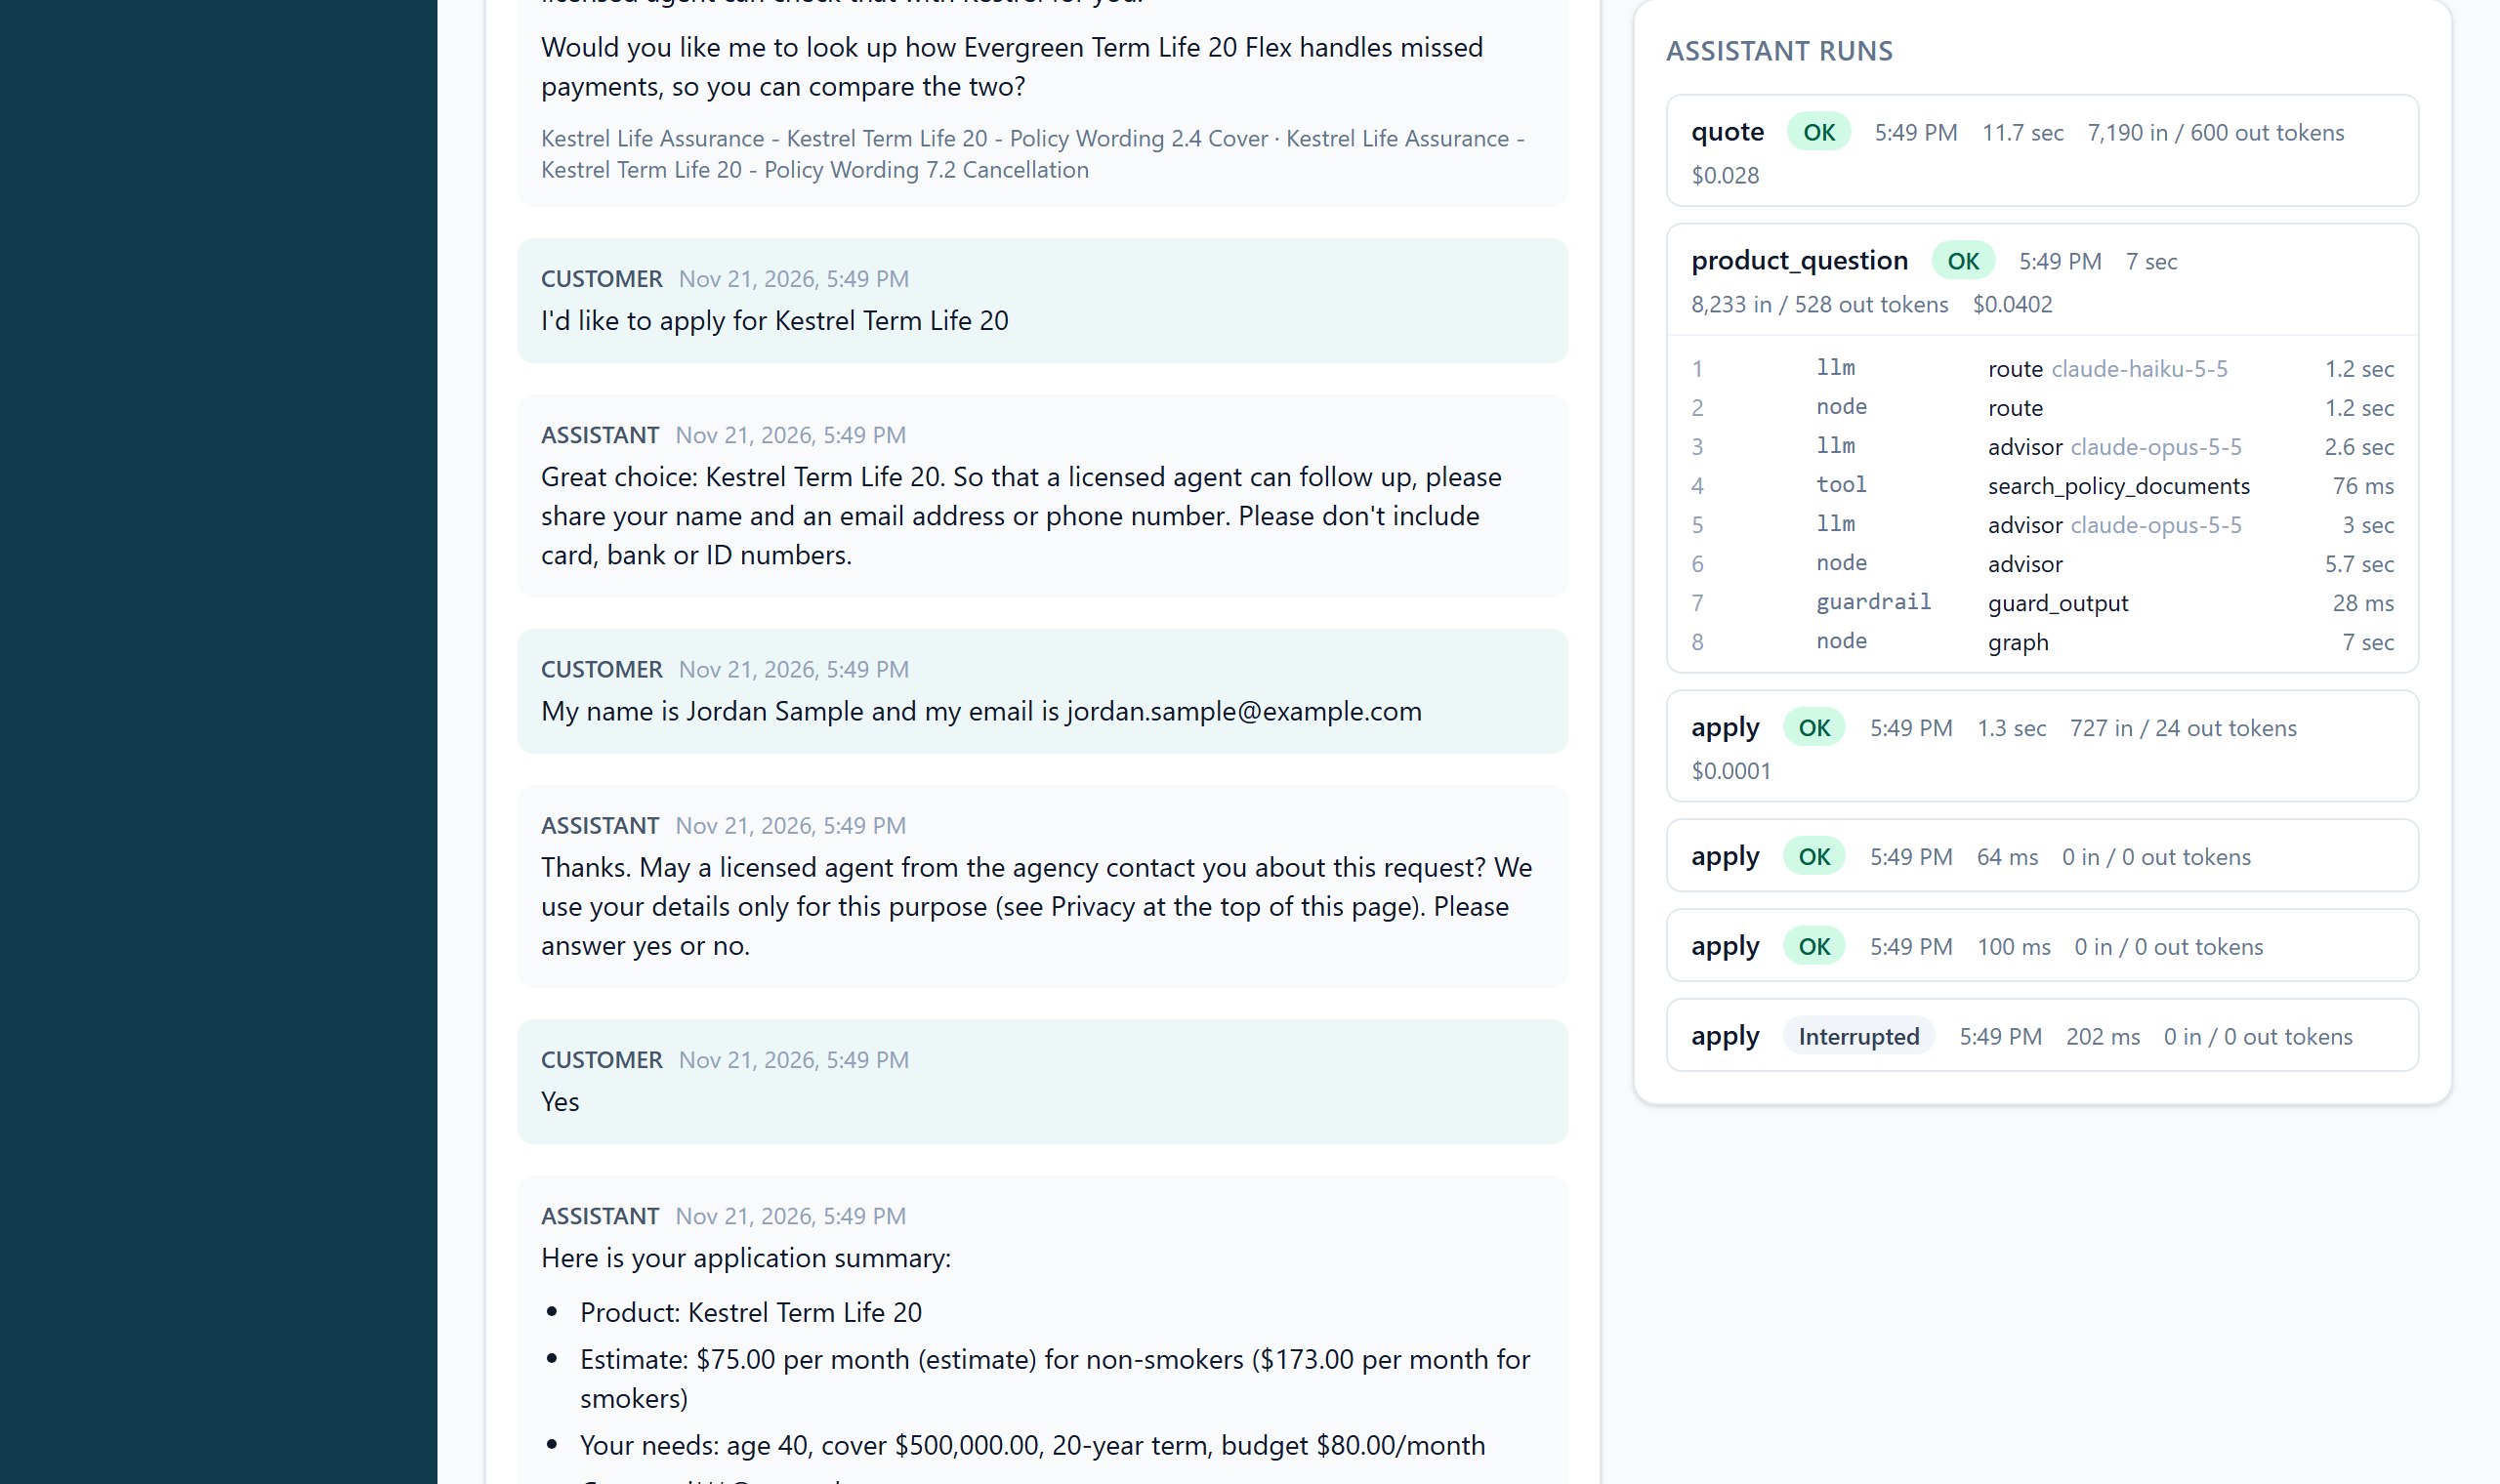 Would you like me to look up how Evergreen Term Life 20 Flex handles missed
payments, so you can compare the two?
Kestrel Life Assurance - Kestrel Term Life 20 - Policy Wording 2.4 Cover · Kestrel Life Assurance -
Kestrel Term Life 20 - Policy Wording 7.2 Cancellation
CUSTOMER Nov 21, 2026, 5:49 PM
I'd like to apply for Kestrel Term Life 20
ASSISTANT Nov 21, 2026, 5:49 PM
Great choice: Kestrel Term Life 20. So that a licensed agent can follow up, please
share your name and an email address or phone number. Please don't include
card, bank or ID numbers.
CUSTOMER Nov 21, 2026, 5:49 PM
My name is Jordan Sample and my email is jordan.sample@example.com
ASSISTANT Nov 21, 2026, 5:49 PM
Thanks. May a licensed agent from the agency contact you about this request? We
use your details only for this purpose (see Privacy at the top of this page). Please
answer yes or no.
CUSTOMER Nov 21, 2026, 5:49 PM
Yes
ASSISTANT Nov 21, 2026, 5:49 PM
Here is your application summary:
• Product: Kestrel Term Life 20
• Estimate: $75.00 per month (estimate) for non-smokers ($173.00 per month for
smokers)
• Your needs: age 40, cover $500,000.00, 20-year term, budget $80.00/month
ASSISTANT RUNS
quote OK 5:49 PM 11.7 sec 7,190 in / 600 out tokens
$0.028
product_question OK 5:49 PM 7 sec
8,233 in / 528 out tokens $0.0402
1 llm route claude-haiku-5-5 1.2 sec
2 node route 1.2 sec
3 llm advisor claude-opus-5-5 2.6 sec
4 tool search_policy_documents 76 ms
5 llm advisor claude-opus-5-5 3 sec
6 node advisor 5.7 sec
7 guardrail guard_output 28 ms
8 node graph 7 sec
apply OK 5:49 PM 1.3 sec 727 in / 24 out tokens
$0.0001
apply OK 5:49 PM 64 ms 0 in / 0 out tokens
apply OK 5:49 PM 100 ms 0 in / 0 out tokens
apply Interrupted 5:49 PM 202 ms 0 in / 0 out tokens